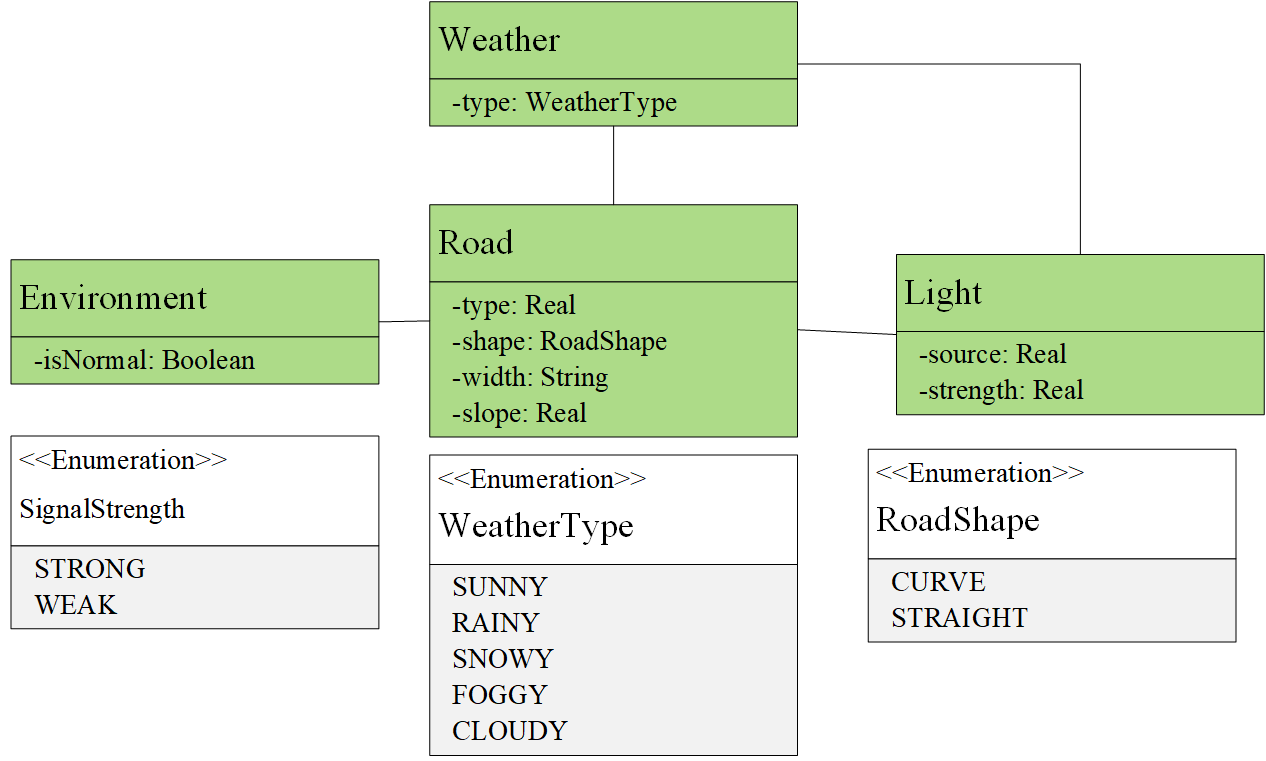 Weather
-type: WeatherType
Road
-type: Real
-shape: RoadShape
-width: String
-slope: Real
Environment
-isNormal: Boolean
Light
-source: Real
-strength: Real
<<Enumeration>>
SignalStrength
STRONG
WEAK
<<Enumeration>>
WeatherType
SUNNY
RAINY
SNOWY
FOGGY
CLOUDY
<<Enumeration>>
RoadShape
CURVE
STRAIGHT